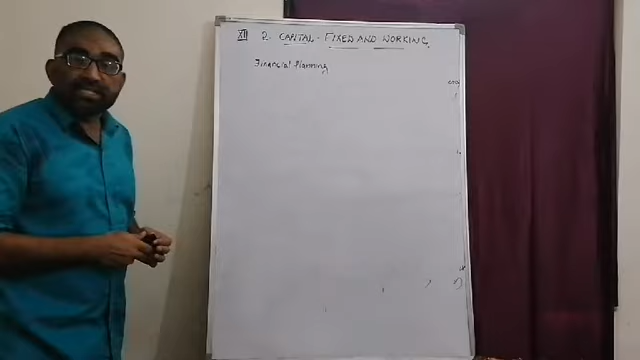 XII 2. CAPITAL - FIXED AND WORKING.
Financial Planning